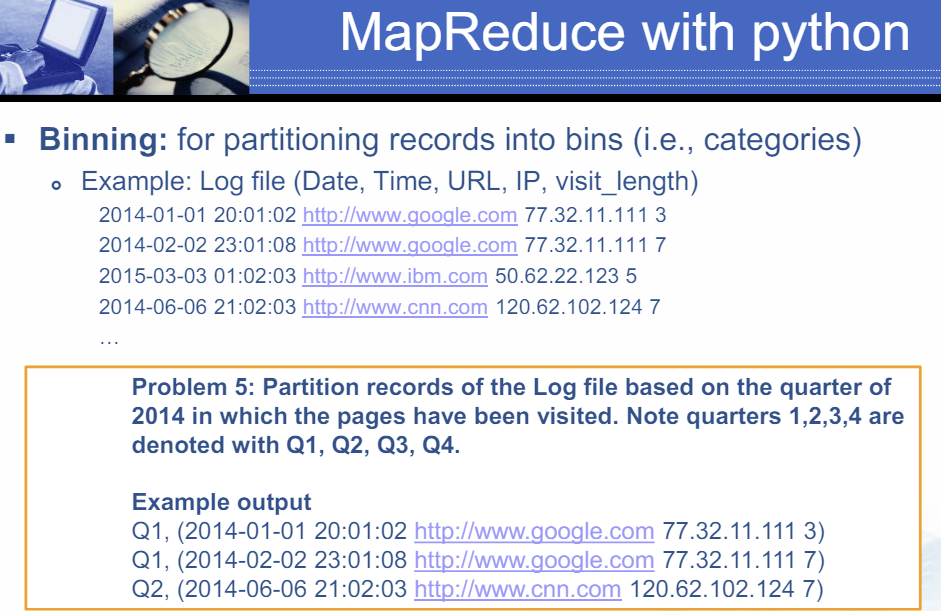 MapReduce with python
▪ Binning: for partitioning records into bins (i.e., categories)
o Example: Log file (Date, Time, URL, IP, visit_length)
2014-01-01 20:01:02 http://www.google.com 77.32.11.111 3
2014-02-02 23:01:08 http://www.google.com 77.32.11.111 7
2015-03-03 01:02:03 http://www.ibm.com 50.62.22.123 5
2014-06-06 21:02:03 http://www.cnn.com 120.62.102.124 7
…
Problem 5: Partition records of the Log file based on the quarter of
2014 in which the pages have been visited. Note quarters 1,2,3,4 are
denoted with Q1, Q2, Q3, Q4.
Example output
Q1, (2014-01-01 20:01:02 http://www.google.com 77.32.11.111 3)
Q1, (2014-02-02 23:01:08 http://www.google.com 77.32.11.111 7)
Q2, (2014-06-06 21:02:03 http://www.cnn.com 120.62.102.124 7)